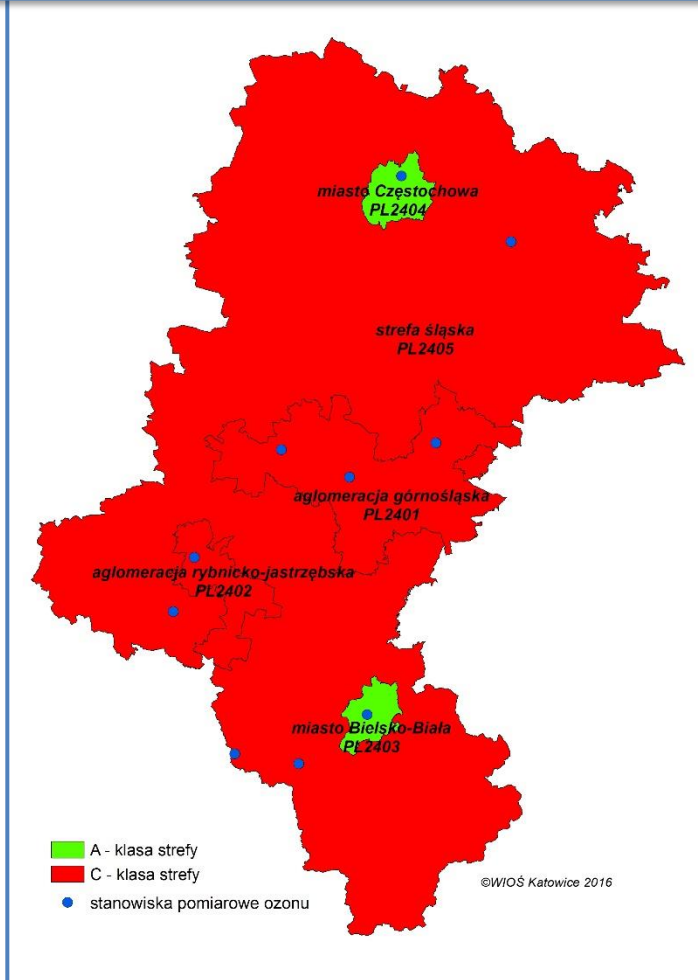 miasto Częstochowa
PL2404
strefa śląska
PL2405
aglomeracja górnośląska
PL2401
aglomeracja rybnicko-jastrzębska
PL2402
miasto Bielsko-Biała
PL2403
A - klasa strefy
C - klasa strefy
stanowiska pomiarowe ozonu
©WIOŚ Katowice 2016